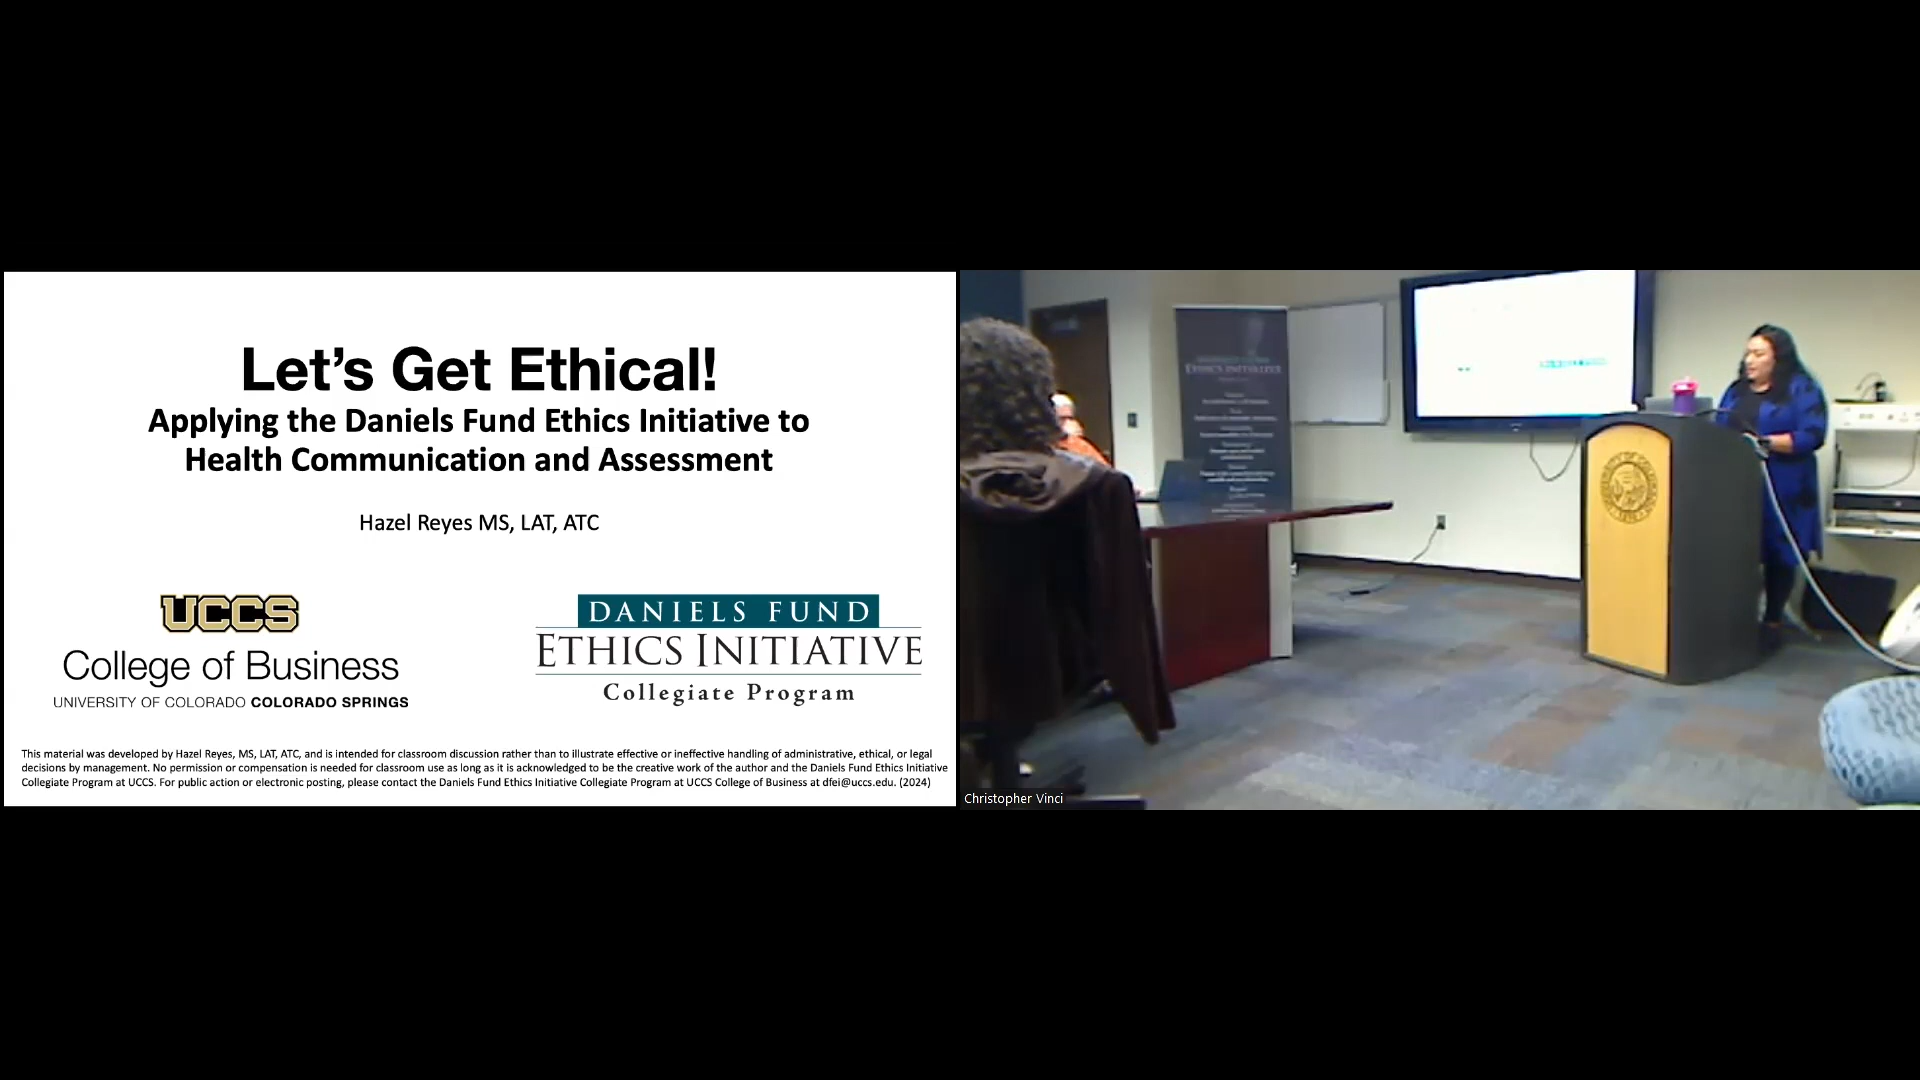 Let's Get Ethical!
Applying the Daniels Fund Ethics Initiative to
Health Communication and Assessment
Hazel Reyes MS, LAT, ATC
UCCS
College of Business
UNIVERSITY OF COLORADO COLORADO SPRINGS
DANIELS FUND
ETHICS INITIATIVE
Collegiate Program
This material was developed by Hazel Reyes, MS, LAT, ATC, and is intended for classroom discussion rather than to illustrate effective or ineffective handling of administrative, ethical, or legal
decisions by management. No permission or compensation is needed for classroom use as long as it is acknowledged to be the creative work of the author and the Daniels Fund Ethics Initiative
Collegiate Program at UCCS. For public action or electronic posting, please contact the Daniels Fund Ethics Initiative Collegiate Program at UCCS College of Business at dfei@uccs.edu. (2024)
ETHICS INITIATIVE
Christopher Vinci